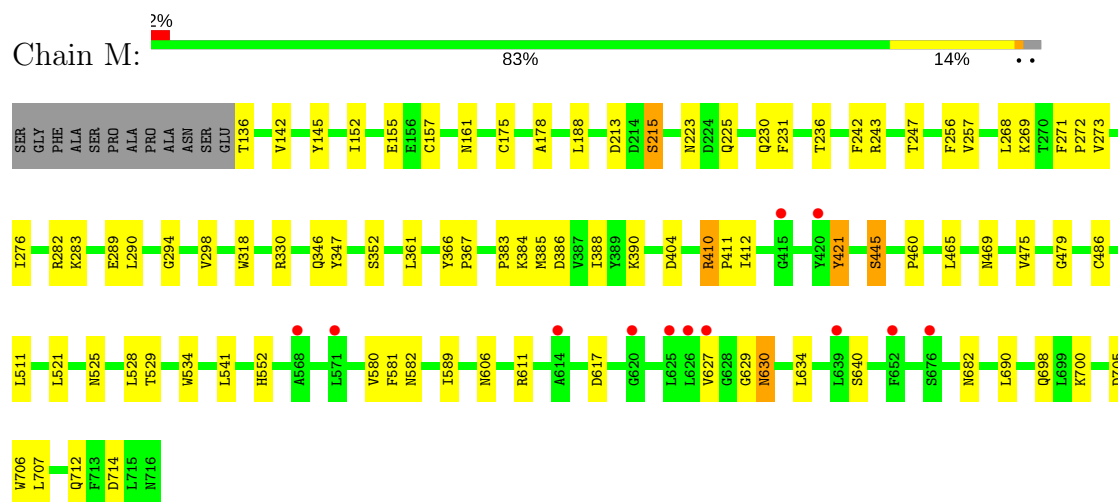 2%
Chain M:
83% 14% • •
SER GLY PHE ALA ASN SER PRO ALA PRO ALA ASN SER GLU T136 V142 Y145 I152 E155 E156 C157 N161 C175 A178 L188 D213 D214 S215 N223 D224 Q225 Q230 F231 T236 F242 R243 T247 F256 V257 L268 K269 T270 F271 P272 V273
I276 R282 K283 E289 L290 G294 V298 W318 R330 Q346 Y347 S352 L361 Y366 P367 P383 K384 M385 D386 V387 I388 Y389 K390 D404 R410 P411 I412 G415 Y420 Y421 S445 P460 L465 N469 V475 G479 C486
L511 L521 N525 L528 T529 W534 L541 H552 A568 L571 V580 F581 N582 I589 N606 R611 A614 D617 G620 L625 L626 V627 G628 G629 N630 L634 L639 S640 F652 S676 N682 L690 Q698 L699 K700 D705
W706 L707 Q712 F713 D714 L715 N716